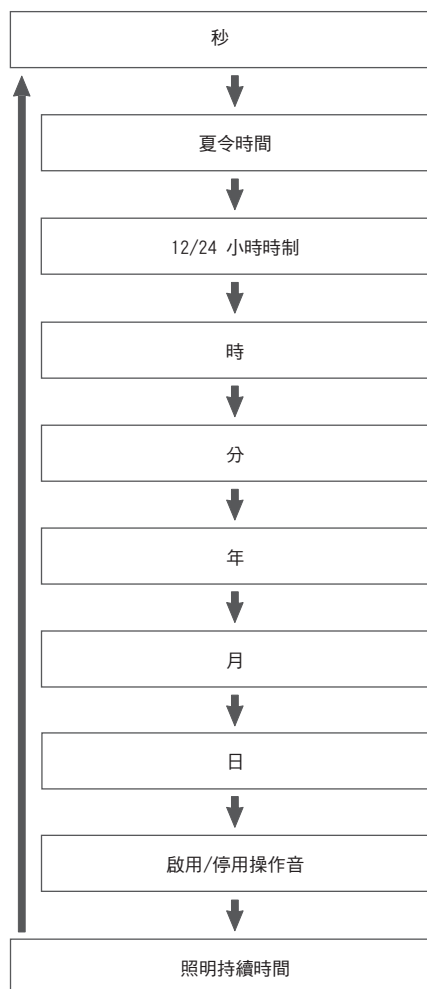 秒
夏令時間
12/24 小時時制
時
分
年
月
日
啟用/停用操作音
照明持續時間